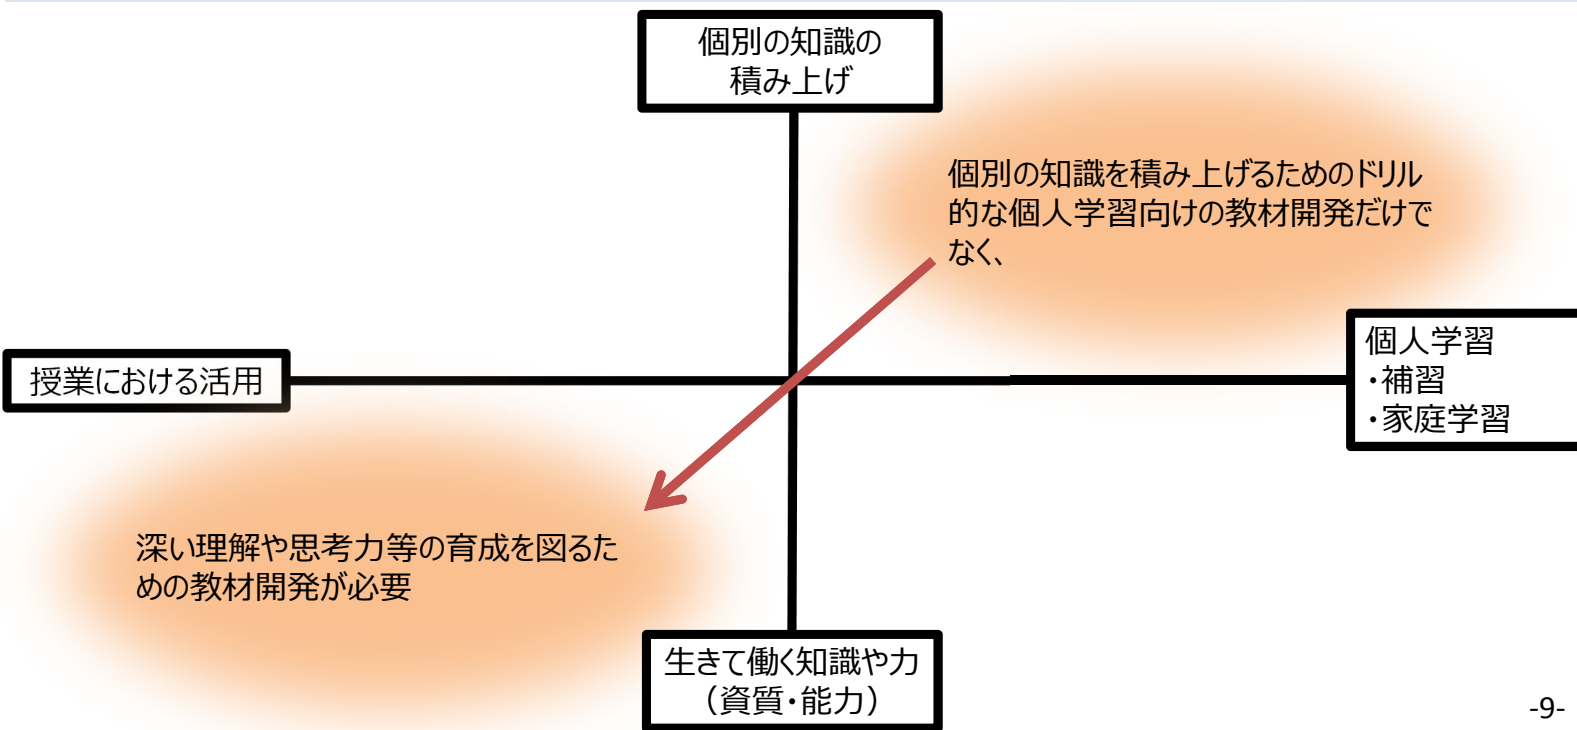 個別の知識の
積み上げ
個別の知識を積み上げるためのドリル
的な個人学習向けの教材開発だけで
なく、
個人学習
・補習
・家庭学習
授業における活用
深い理解や思考力等の育成を図るた
めの教材開発が必要
生きて働く知識や力
（資質・能力）
-9-